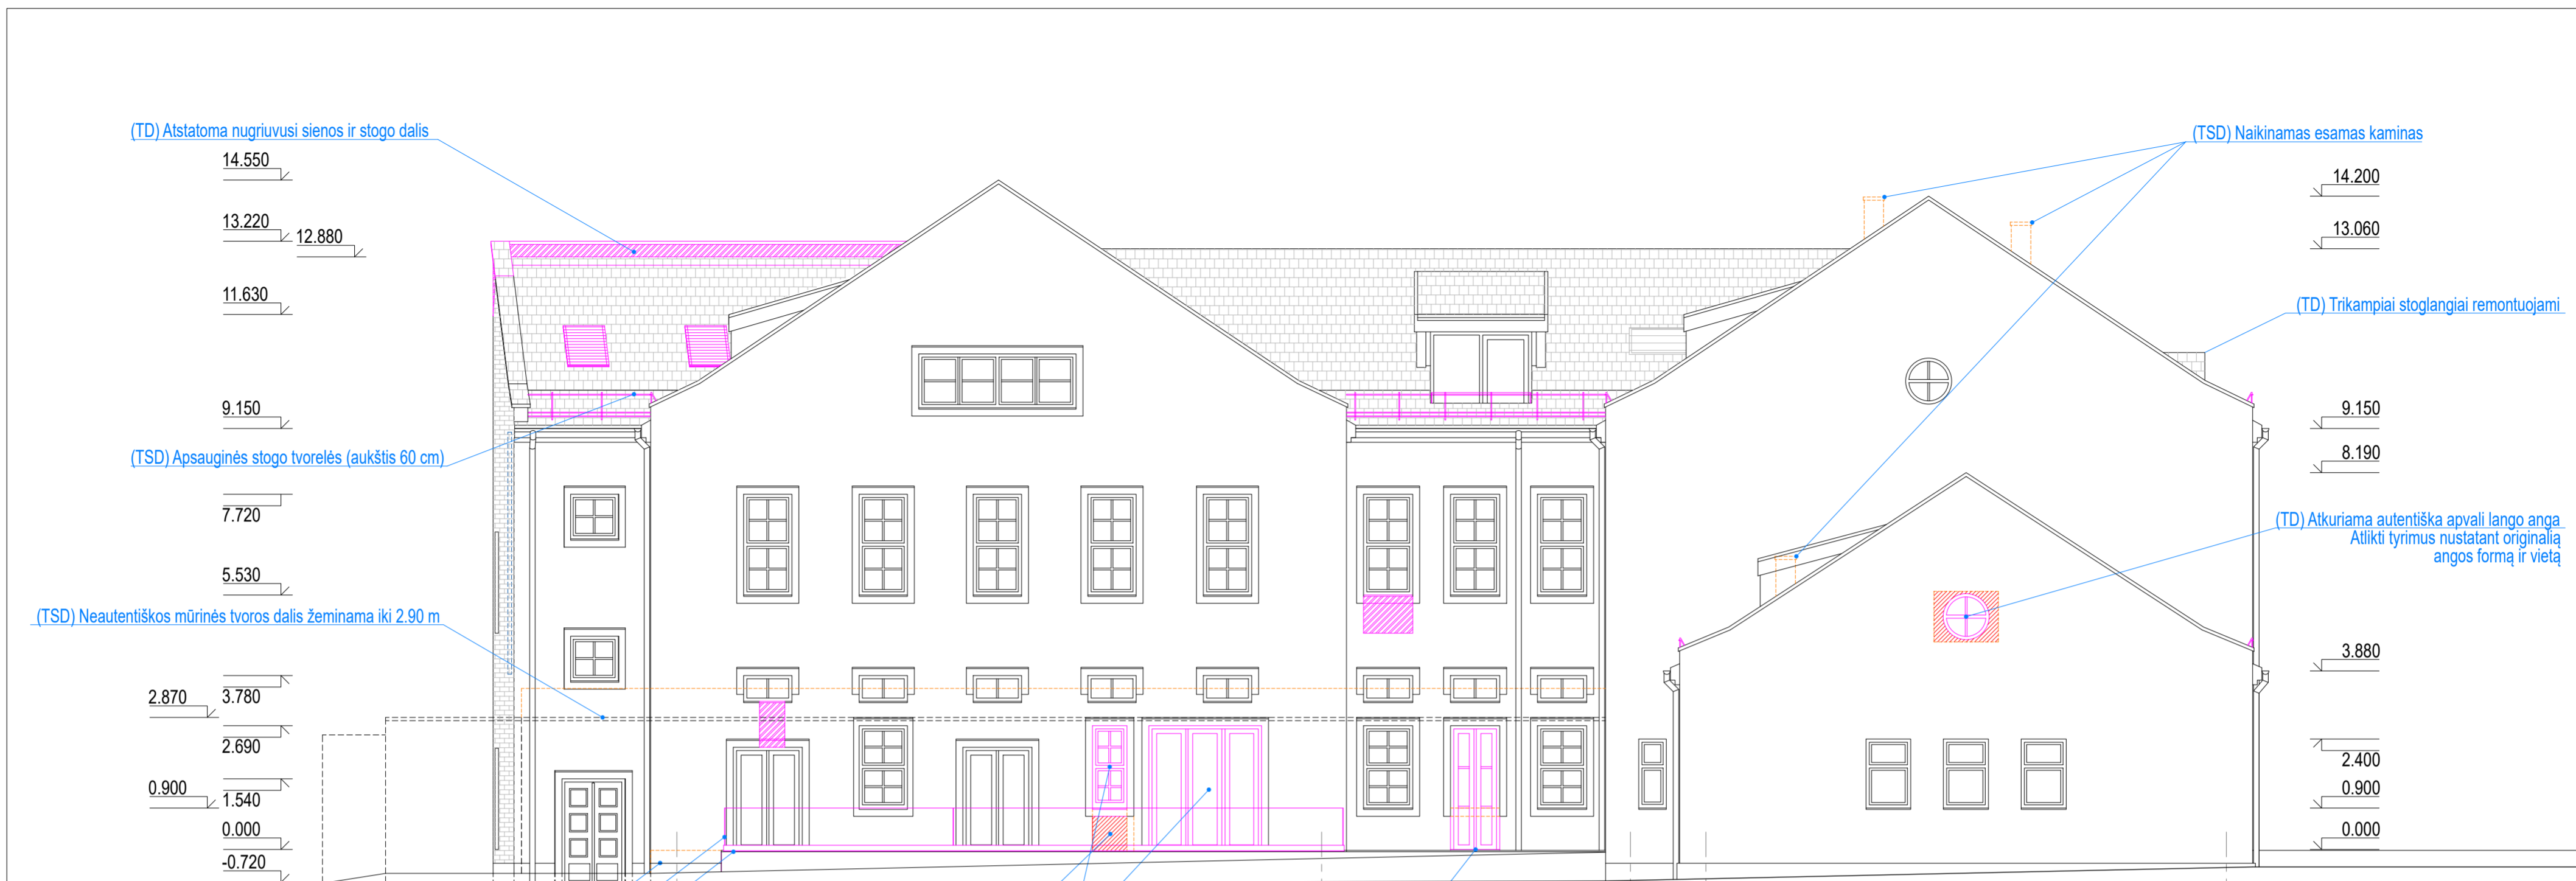 (TD) Atstatoma nugriuvusi sienos ir stogo dalis
(TSD) Naikinamas esamas kaminas
14.550
14.200
13.220
12.880
13.060
11.630
(TD) Trikampiai stoglangiai remontuojami
9.150
9.150
(TSD) Apsauginės stogo tvorelės (aukštis 60 cm)
8.190
7.720
(TD) Atkuriama autentiška apvali lango anga
Atlikti tyrimus nustatant originalią
angos formą ir vietą
5.530
(TSD) Neautentiškos mūrinės tvoros dalis žeminama iki 2.90 m
3.880
2.870
3.780
2.690
2.400
0.900
1.540
0.900
0.000
0.000
-0.720